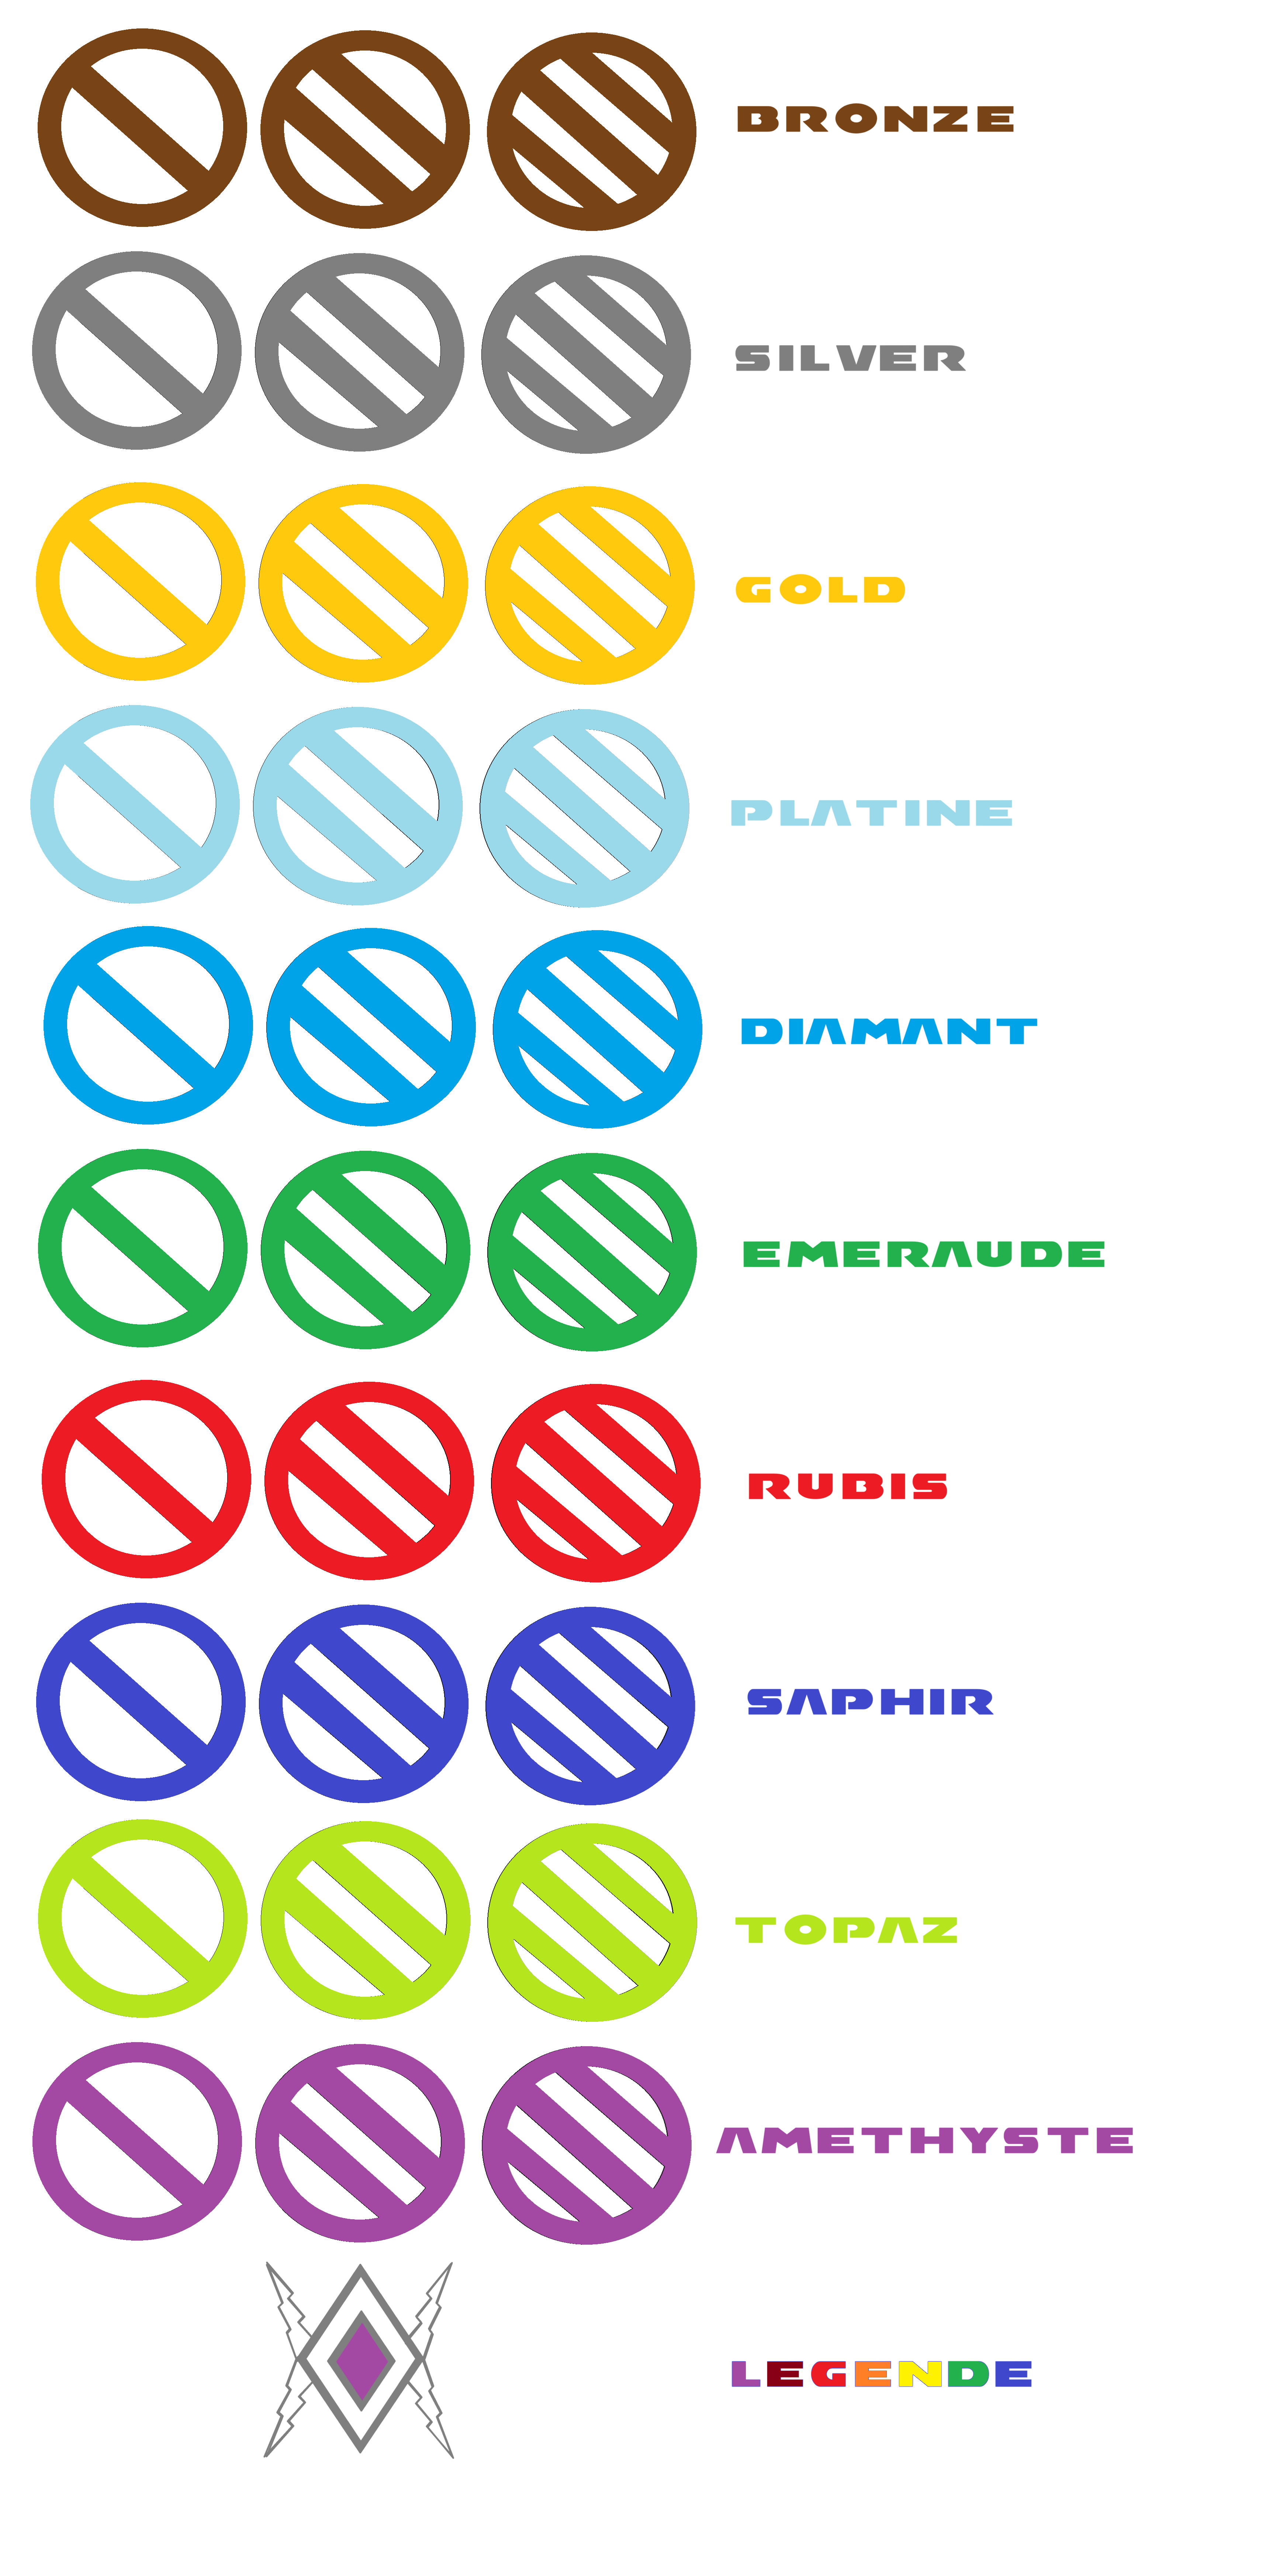 BRONZE
SILVER
GOLD
PLATINE
DIAMANT
EMERAUDE
RUBIS
SAPHIR
TOPAZ
AMETHYSTE
LEGENDE